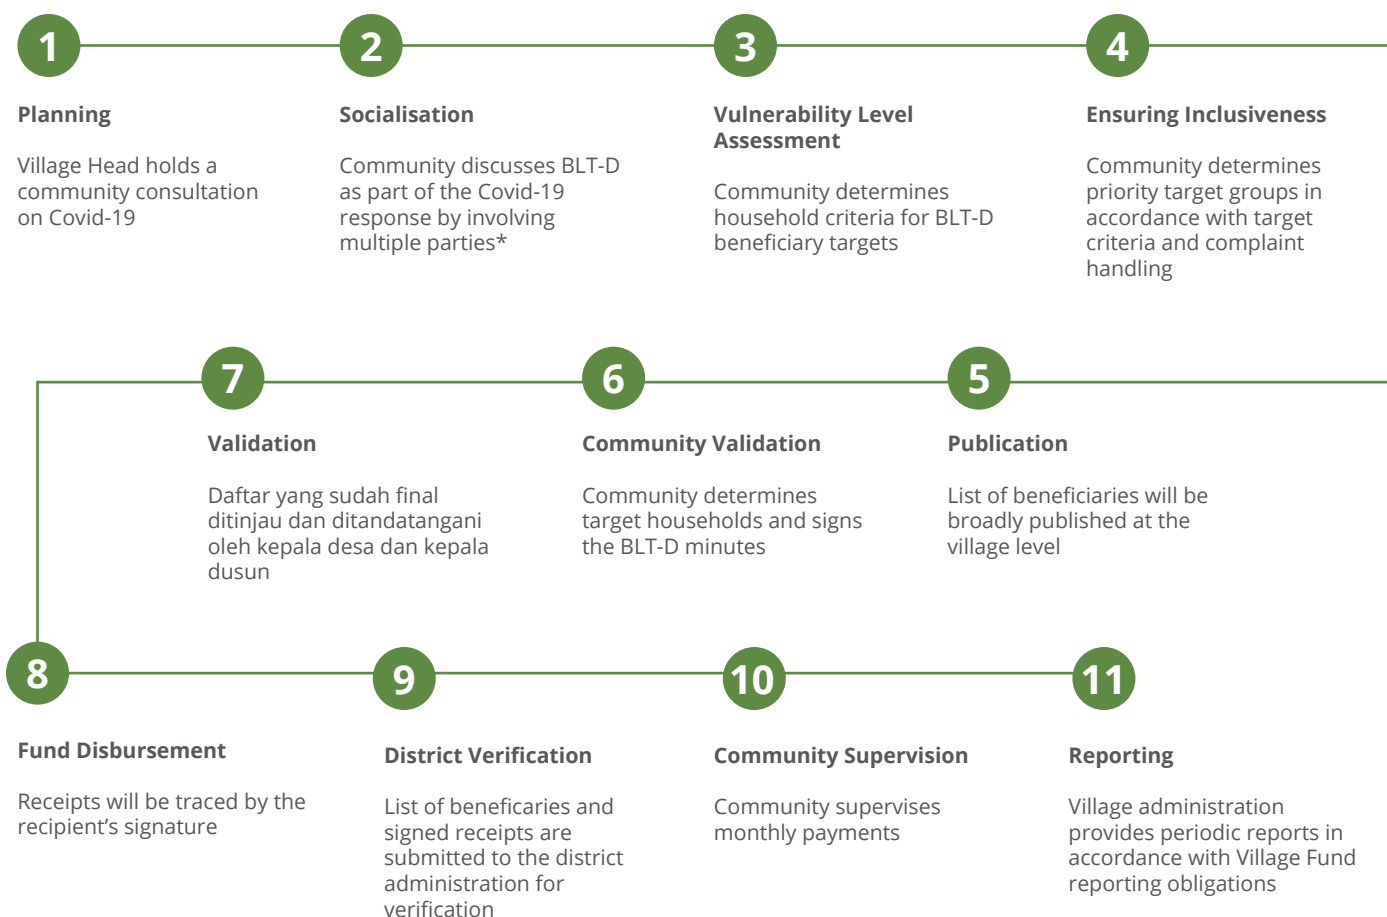 1
Planning
Village Head holds a
community consultation
on Covid-19
2
Socialisation
Community discusses BLT-D
as part of the Covid-19
response by involving
multiple parties*
3
Vulnerability Level
Assessment
Community determines
household criteria for BLT-D
beneficiary targets
4
Ensuring Inclusiveness
Community determines
priority target groups in
accordance with target
criteria and complaint
handling
5
Publication
List of beneficiaries will be
broadly published at the
village level
6
Community Validation
Community determines
target households and signs
the BLT-D minutes
7
Validation
Daftar yang sudah final
ditinjau dan ditandatangani
oleh kepala desa dan kepala
dusun
8
Fund Disbursement
Receipts will be traced by the
recipient's signature
9
District Verification
List of beneficaries and
signed receipts are
submitted to the district
administration for
verification
10
Community Supervision
Community supervises
monthly payments
11
Reporting
Village administration
provides periodic reports in
accordance with Village Fund
reporting obligations